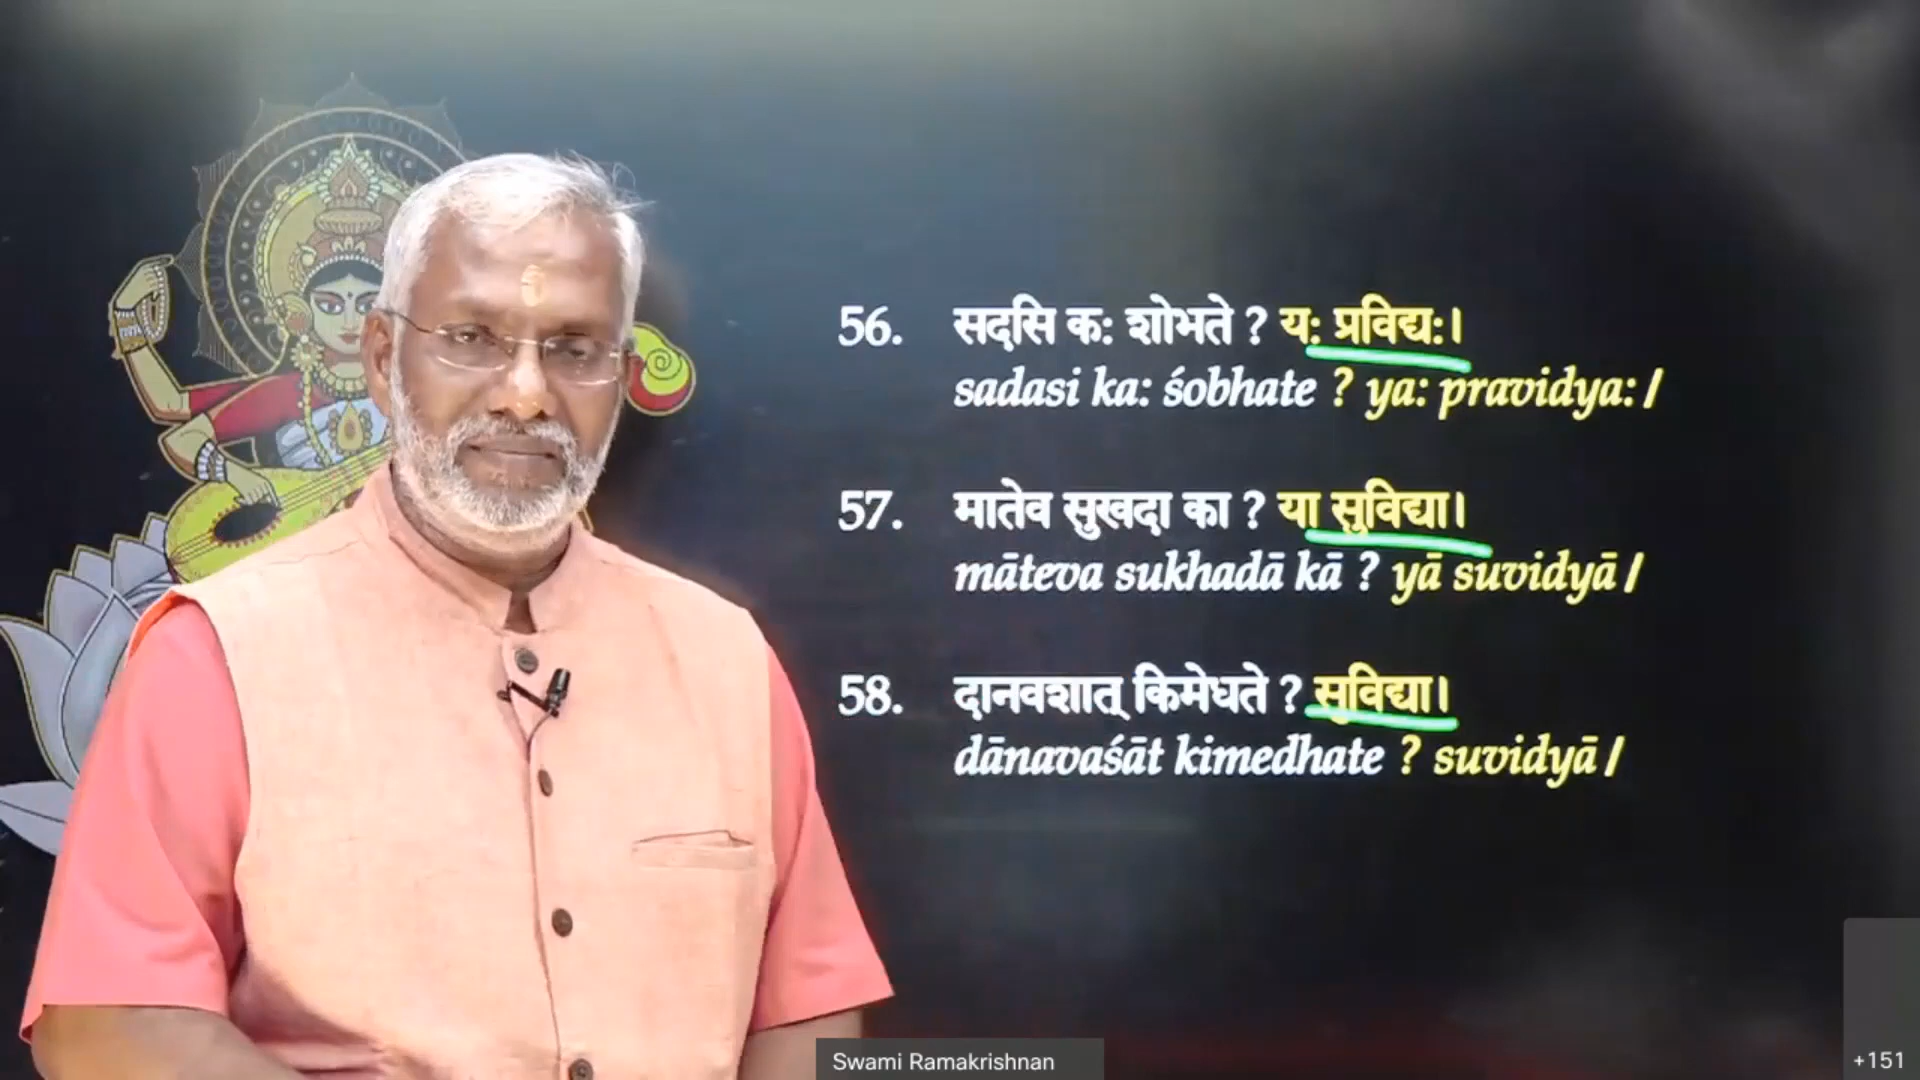 56. सदसि क: शोभते ? य: प्रविद्य:।
sadasi ka: śobhate ? ya: pravidya: /
57. मातेव सुखदा का ? या सुविद्या।
māteva sukhadā kā ? yā suvidyā /
58. दानवशात् किमेधते ? सुविद्या।
dānavaśāt kimedhate ? suvidyā /
Swami Ramakrishnan
+151